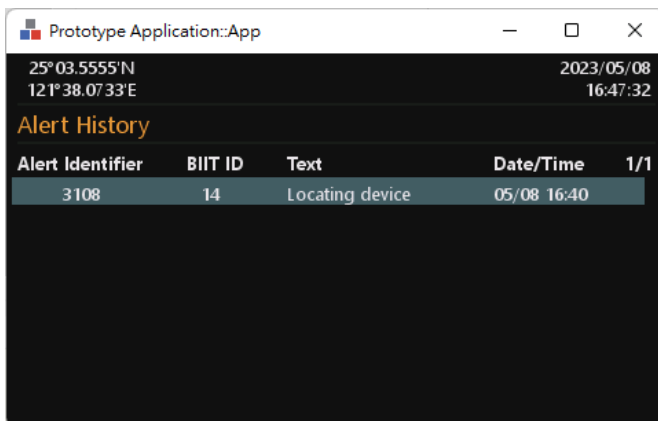 Prototype Application::App
25°03.5555'N 2023/05/08
121°38.0733'E 16:47:32
Alert History
Alert Identifier BIIT ID Text Date/Time 1/1
3108 14 Locating device 05/08 16:40